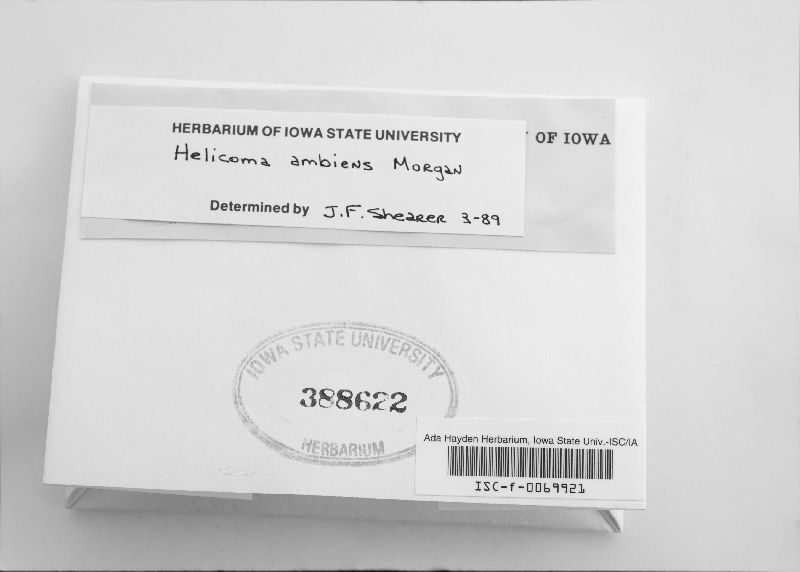 HERBARIUM OF IOWA STATE UNIVERSITY
OF IOWA
Helicoma ambiens Morgan
Determined by J.F. Shearer 3-89
IOWA STATE UNIVERSITY
388622
HERBARIUM
Ada Hayden Herbarium, Iowa State Univ.-ISC/IA
ISC-f-0069921